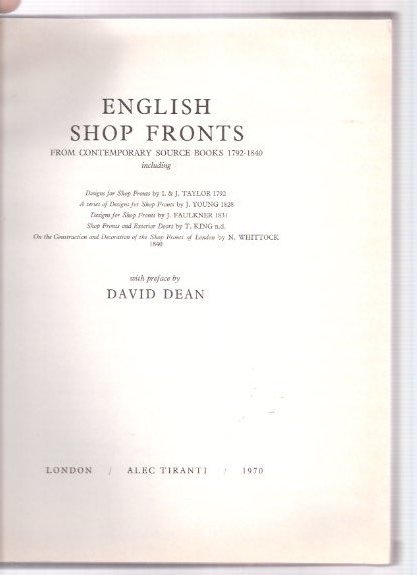 ENGLISH
SHOP FRONTS
FROM CONTEMPORARY SOURCE BOOKS 1792-1840
including
Designs for Shop Fronts by I. & J. TAYLOR 1792
A series of Designs for Shop Fronts by J. YOUNG 1828
Designs for Shop Fronts by J. FAULKNER 1831
Shop Fronts and Exterior Doors by T. KING n.d.
On the Construction and Decoration of the Shop Fronts of London by N. WHITTOCK
1840
with preface by
DAVID DEAN
LONDON / ALEC TIRANTI / 1970